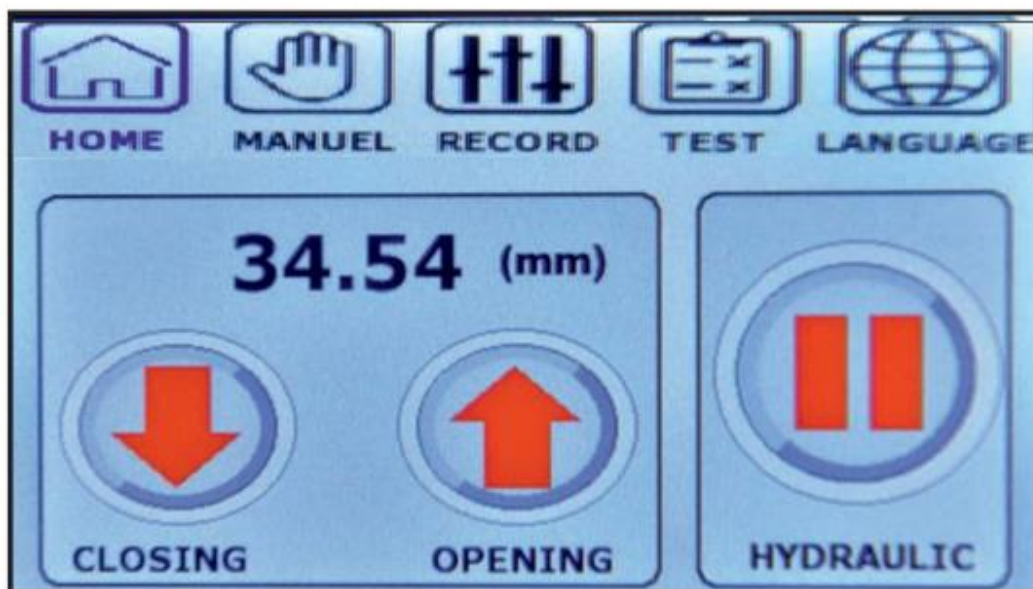 HOME MANUEL RECORD TEST LANGUAGE
34.54 (mm)
CLOSING OPENING HYDRAULIC